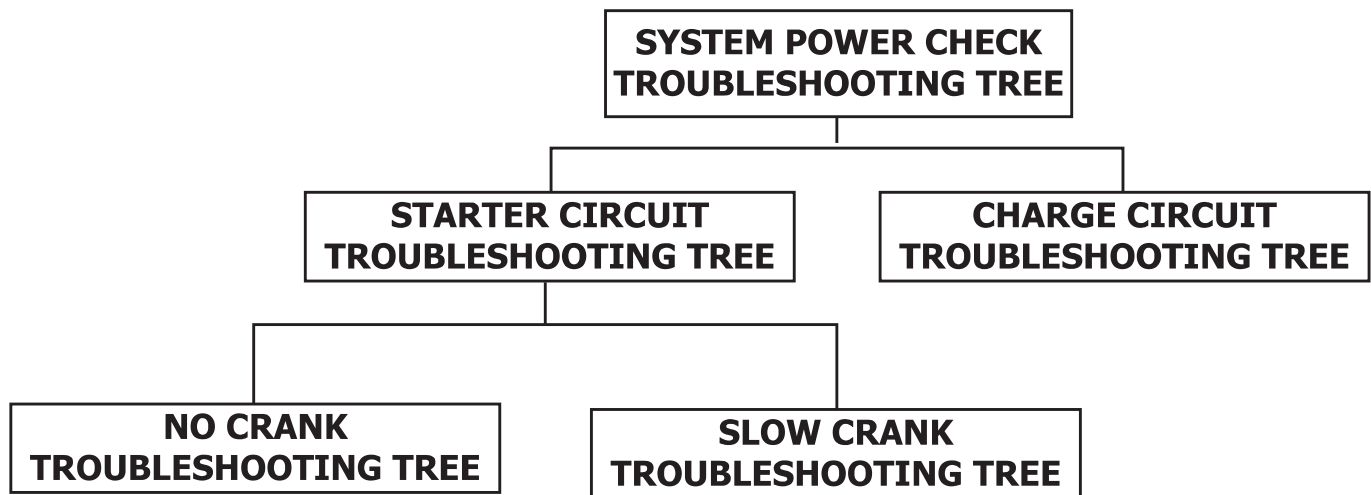 SYSTEM POWER CHECK
TROUBLESHOOTING TREE
STARTER CIRCUIT
TROUBLESHOOTING TREE
CHARGE CIRCUIT
TROUBLESHOOTING TREE
NO CRANK
TROUBLESHOOTING TREE
SLOW CRANK
TROUBLESHOOTING TREE